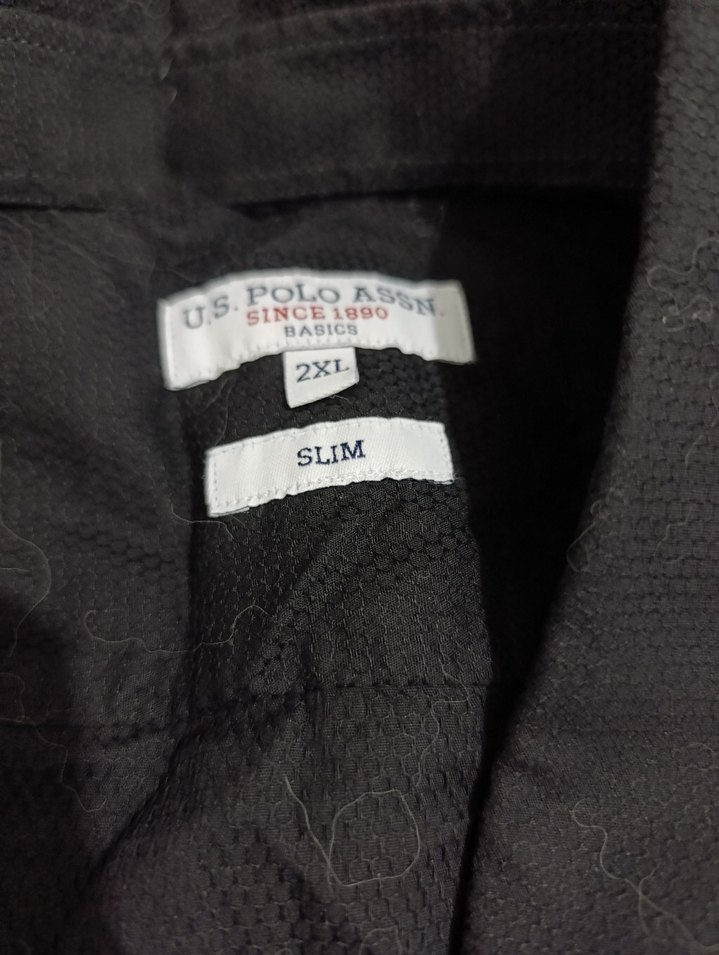 U.S. POLO ASSN.
SINCE 1890
BASICS
2XL
SLIM